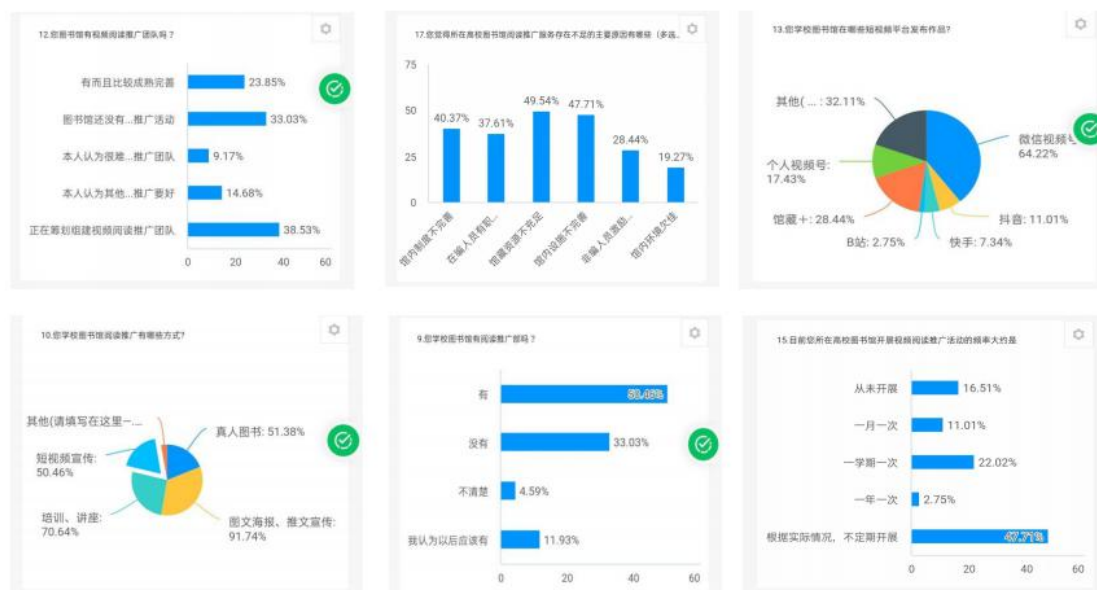 12.您图书馆有视频阅读推广团队吗？
有而且比较成熟完善
23.85%
图书馆还没有...推广活动
33.03%
本人认为很难...推广团队
9.17%
本人认为其他...推广要好
14.68%
正在筹划组建视频阅读推广团队
38.53%
0 20 40 60
17.您觉得所在高校图书馆阅读推广服务存在不足的主要原因有哪些（多选..
75
50
25
0
40.37%
37.61%
49.54%
47.71%
28.44%
19.27%
馆内制度不完善
在编人员有职...
馆藏资源不充足
馆内设施不完善
非编人员激励...
馆内环境欠佳
13.您学校图书馆在哪些短视频平台发布作品?
其他( ... : 32.11%
微信视频号
64.22%
个人视频号:
17.43%
馆藏＋: 28.44%
抖音: 11.01%
B站: 2.75%
快手: 7.34%
10.您学校图书馆阅读推广有哪些方式?
其他(请填写在这里—....
真人图书: 51.38%
短视频宣传:
50.46%
培训、讲座:
70.64%
图文海报、推文宣传:
91.74%
9.您学校图书馆有阅读推广部吗？
有
50.45%
没有
33.03%
不清楚
4.59%
我认为以后应该有
11.93%
0 20 40 60
15.目前您所在高校图书馆开展视频阅读推广活动的频率大约是
从未开展
16.51%
一月一次
11.01%
一学期一次
22.02%
一年一次
2.75%
根据实际情况，不定期开展
47.71%
0 20 40 60